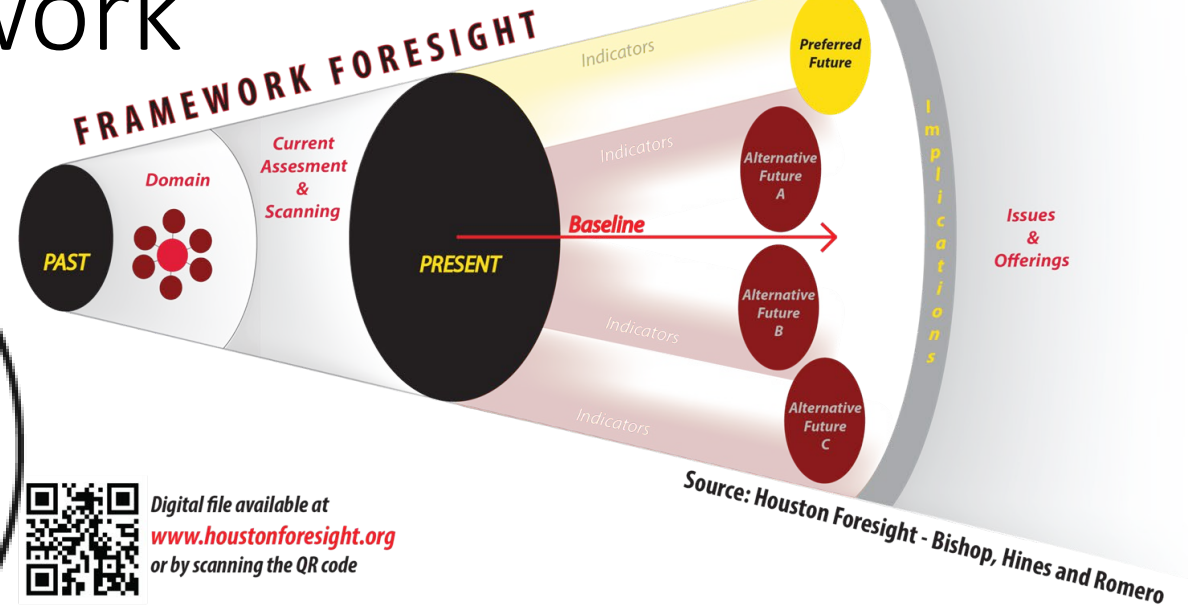 FRAMEWORK FORESIGHT
PAST
Domain
Current
Assesment
&
Scanning
PRESENT
Baseline
Indicators
Indicators
Indicators
Indicators
Preferred
Future
Alternative
Future
A
Alternative
Future
B
Alternative
Future
C
Implications
Issues
&
Offerings
Source: Houston Foresight - Bishop, Hines and Romero
Digital file available at
www.houstonforesight.org
or by scanning the QR code